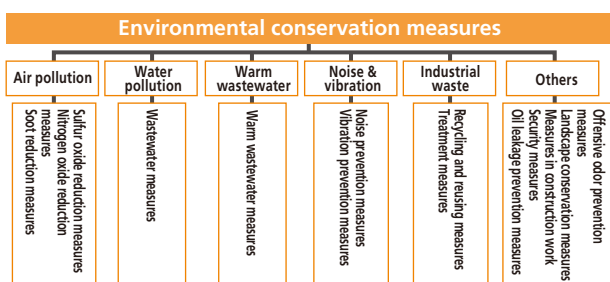 Environmental conservation measures
Air pollution
Water
pollution
Warm
wastewater
Noise &
vibration
Industrial
waste
Others
Sulfur oxide reduction measures
Nitrogen oxide reduction
measures
Soot reduction measures
Wastewater measures
Warm wastewater measures
Noise prevention measures
Vibration prevention measures
Recycling and reusing measures
Treatment measures
Offensive odor prevention
measures
Landscape conservation measures
Measures in construction work
Security measures
Oil leakage prevention measures